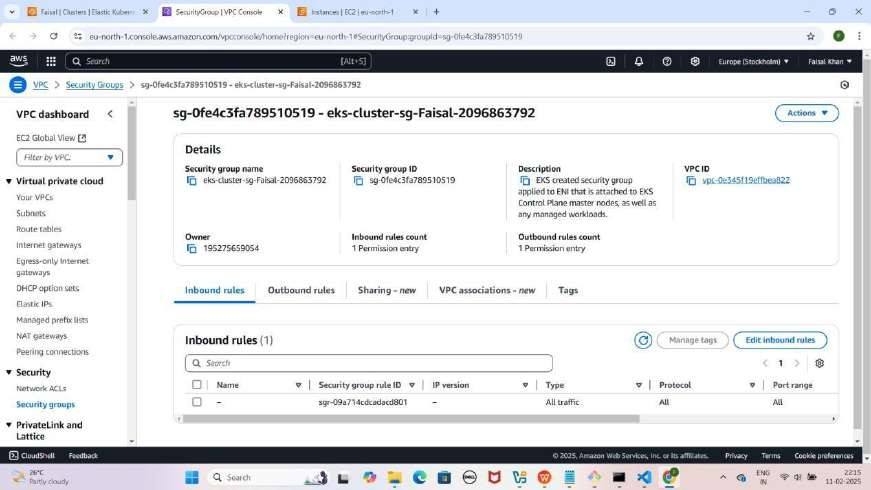 Faisal | Clusters | Elastic Kubern
SecurityGroup | VPC Console
Instances | EC2 | eu-north-1
eu-north-1.console.aws.amazon.com/vpcconsole/home?region=eu-north-1#SecurityGroup:groupId=sg-0fe4c3fa789510519
aws
Search [Alt+S]
Europe (Stockholm)
Faisal Khan
VPC > Security Groups > sg-0fe4c3fa789510519 - eks-cluster-sg-Faisal-2096863792
VPC dashboard
EC2 Global View
Filter by VPC:
Virtual private cloud
Your VPCs
Subnets
Route tables
Internet gateways
Egress-only Internet
gateways
DHCP option sets
Elastic IPs
Managed prefix lists
NAT gateways
Peering connections
Security
Network ACLs
Security groups
PrivateLink and
Lattice
sg-0fe4c3fa789510519 - eks-cluster-sg-Faisal-2096863792
Actions
Details
Security group name
eks-cluster-sg-Faisal-2096863792
Security group ID
sg-0fe4c3fa789510519
Description
EKS created security group
applied to ENI that is attached to EKS
Control Plane master nodes, as well as
any managed workloads.
VPC ID
vpc-0e345f19effbea822
Owner
195275659054
Inbound rules count
1 Permission entry
Outbound rules count
1 Permission entry
Inbound rules
Outbound rules
Sharing - new
VPC associations - new
Tags
Inbound rules (1)
Manage tags
Edit inbound rules
Search
1
Name Security group rule ID IP version Type Protocol Port range
– sgr-09a714cdcadacd801 – All traffic All All
CloudShell Feedback
© 2025, Amazon Web Services, Inc. or its affiliates. Privacy Terms Cookie preferences
26°C
Partly cloudy
Search
ENG
IN
22:15
11-02-2025